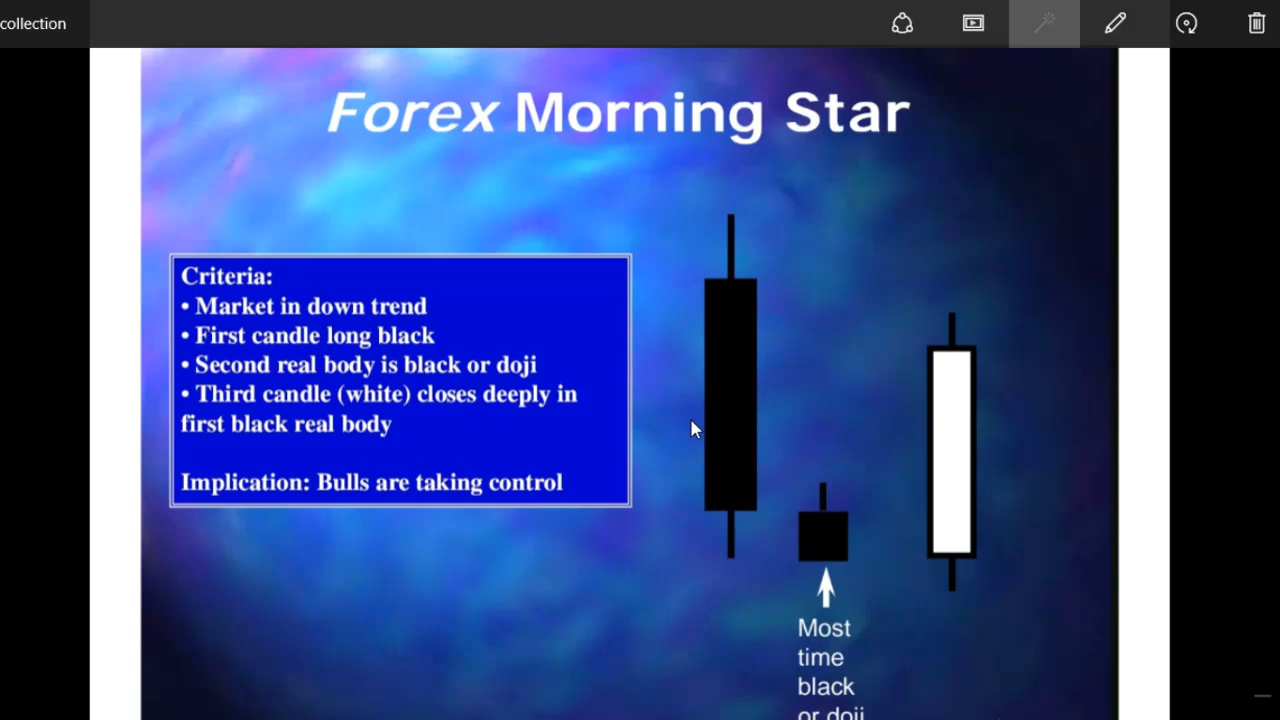 collection
Forex Morning Star
Criteria:
• Market in down trend
• First candle long black
• Second real body is black or doji
• Third candle (white) closes deeply in
first black real body
Implication: Bulls are taking control
Most
time
black
or doji